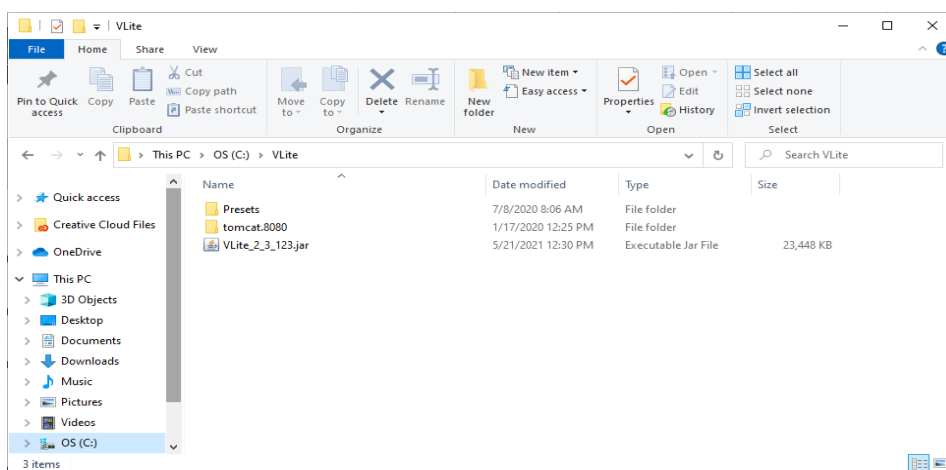 VLite
File Home Share View
Pin to Quick access
Copy
Paste
Cut
Copy path
Paste shortcut
Clipboard
Move to
Copy to
Delete
Rename
Organize
New folder
New item
Easy access
New
Properties
Open
Edit
History
Open
Select all
Select none
Invert selection
Select
This PC > OS (C:) > VLite
Search VLite
Name Date modified Type Size
Presets 7/8/2020 8:06 AM File folder
tomcat.8080 1/17/2020 12:25 PM File folder
VLite_2_3_123.jar 5/21/2021 12:30 PM Executable Jar File 23,448 KB
Quick access
Creative Cloud Files
OneDrive
This PC
3D Objects
Desktop
Documents
Downloads
Music
Pictures
Videos
OS (C:)
3 items